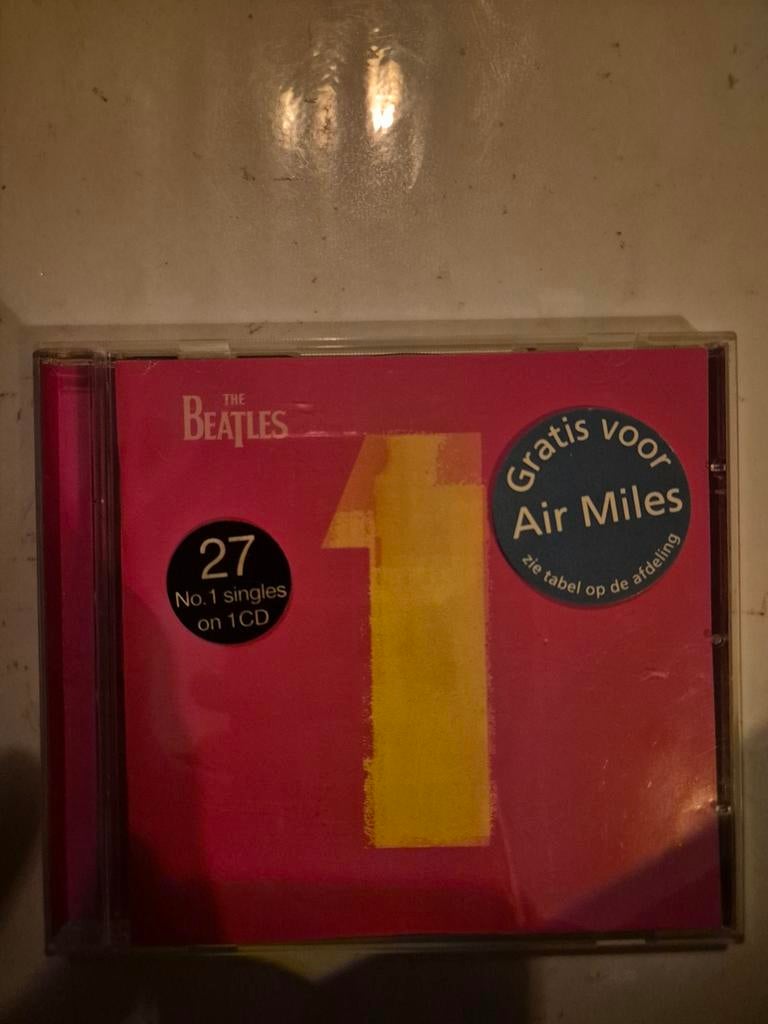 THE
BEATLES
1
27
No.1 singles
on 1CD
Gratis voor
Air Miles
zie tabel op de afdeling